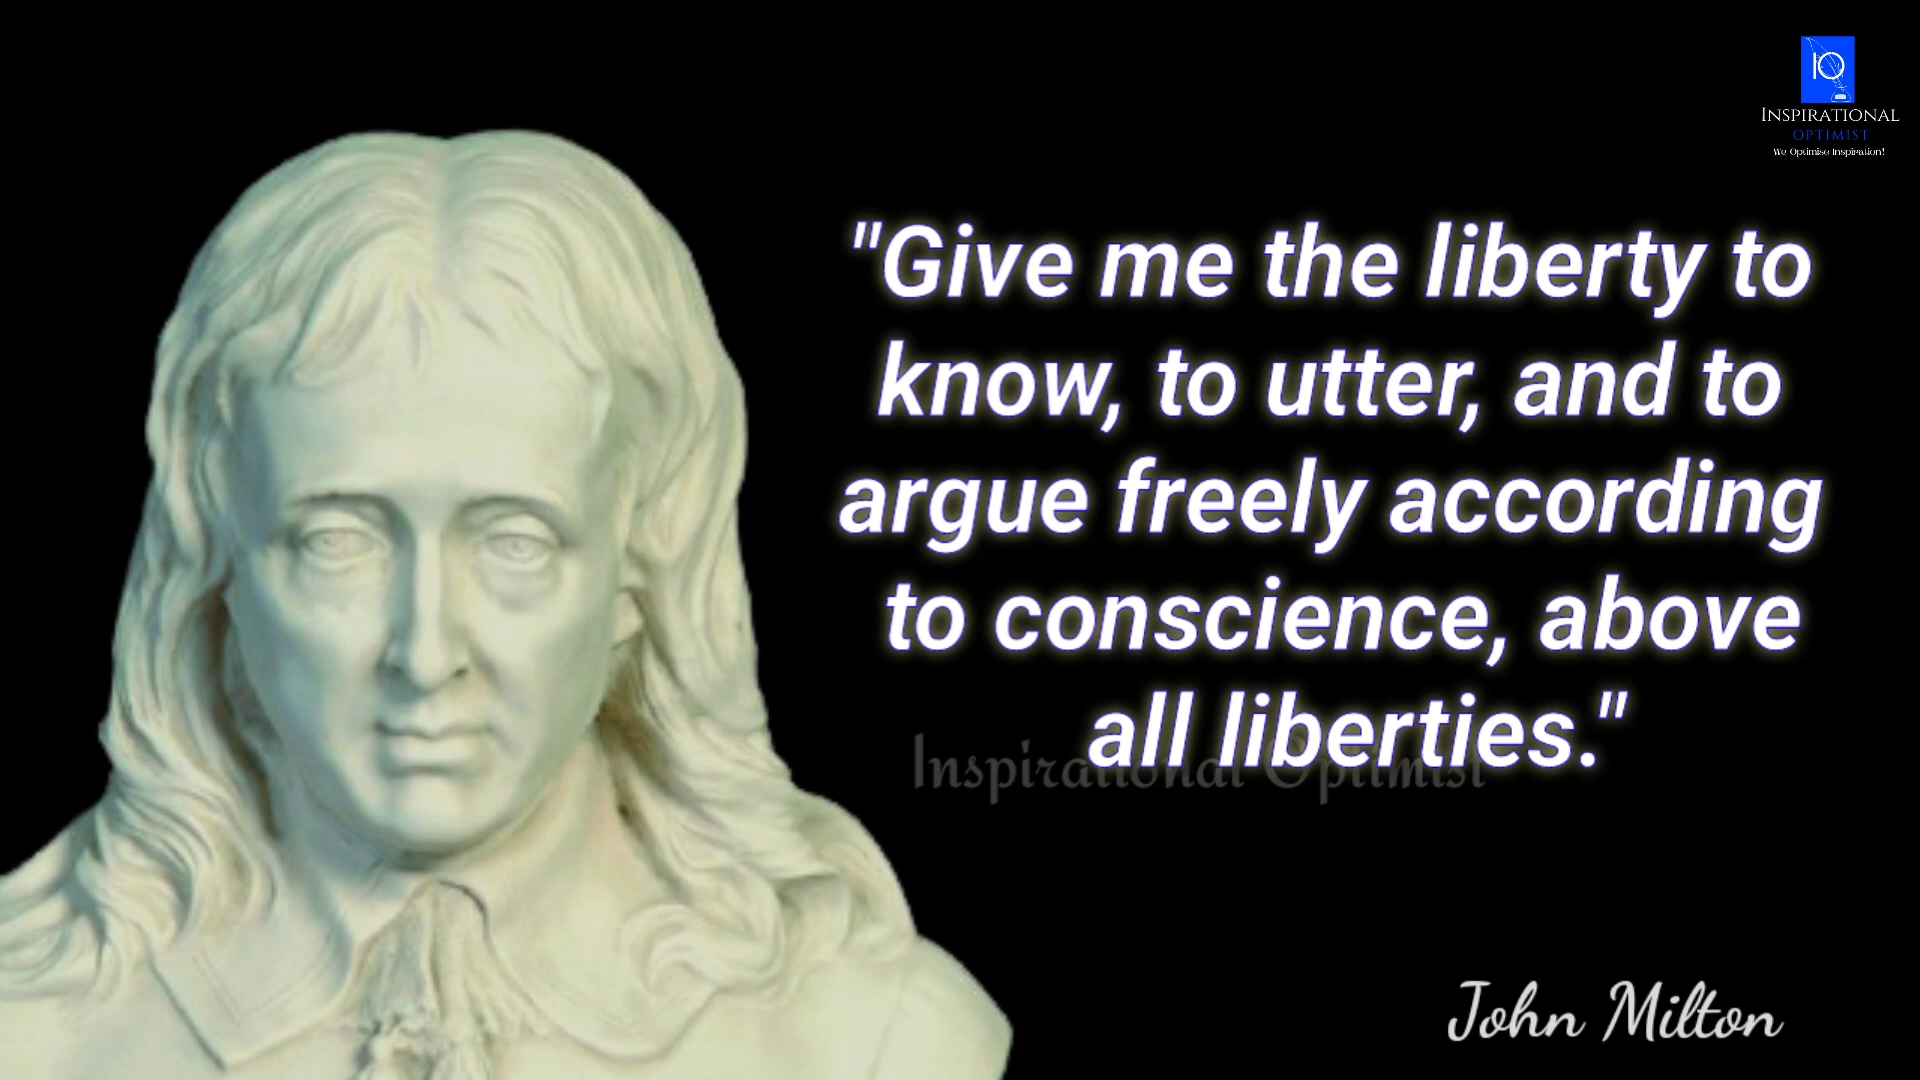 IO
INSPIRATIONAL
OPTIMIST
We Optimise Inspiration!
"Give me the liberty to
know, to utter, and to
argue freely according
to conscience, above
all liberties."
Inspirational Optimist
John Milton